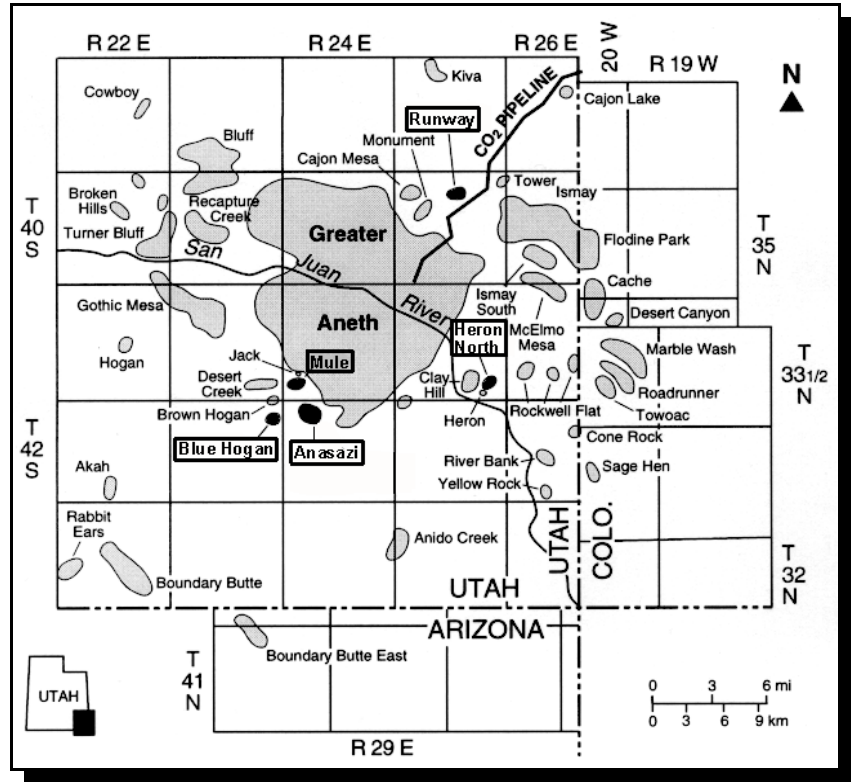 R 22 E
R 24 E
R 26 E
20 W
R 19 W
N
Kiva
Cowboy
CO₂ PIPELINE
Cajon Lake
Runway
Bluff
Monument
Cajon Mesa
Tower
Ismay
Broken
Hills
Recapture
Creek
T
40
S
Turner Bluff
Greater
Flodine Park
T
35
N
San
Juan
River
Cache
Ismay
South
Gothic Mesa
Aneth
Desert Canyon
Heron
North
McElmo
Mesa
Hogan
Jack
Mule
Marble Wash
T
33 1/2
N
Desert
Creek
Clay
Hill
Roadrunner
Brown Hogan
Heron
Rockwell Flat
Towoac
T
42
S
Blue Hogan
Anasazi
Cone Rock
River Bank
Sage Hen
Akah
Yellow Rock
Rabbit
Ears
Anido Creek
UTAH
COLO.
T
32
N
Boundary Butte
UTAH
ARIZONA
Boundary Butte East
T
41
N
UTAH
0 3 6 mi
0 3 6 9 km
R 29 E